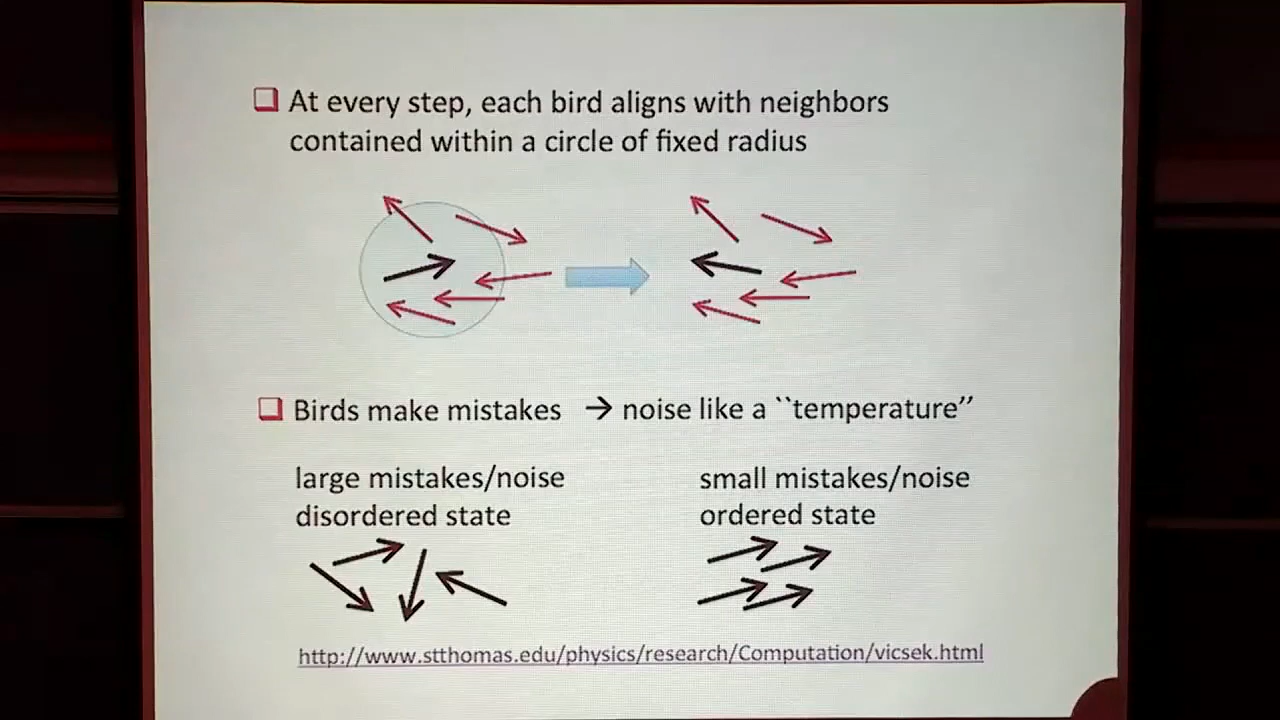 At every step, each bird aligns with neighbors
contained within a circle of fixed radius
Birds make mistakes → noise like a ``temperature’’
large mistakes/noise
disordered state
small mistakes/noise
ordered state
http://www.stthomas.edu/physics/research/Computation/vicsek.html